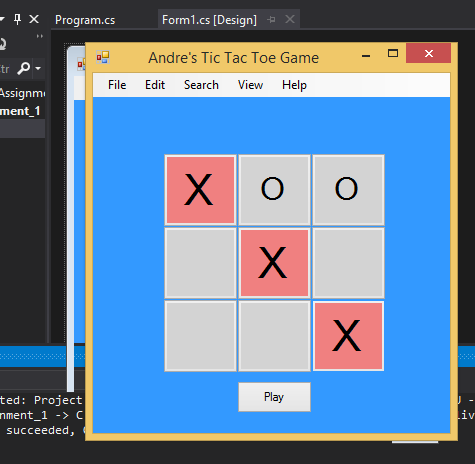 Program.cs Form1.cs [Design]
Andre's Tic Tac Toe Game
File Edit Search View Help
Assignme
ment_1
X O O
X
X
Play
ted: Project
nment_1 -> C
succeeded,